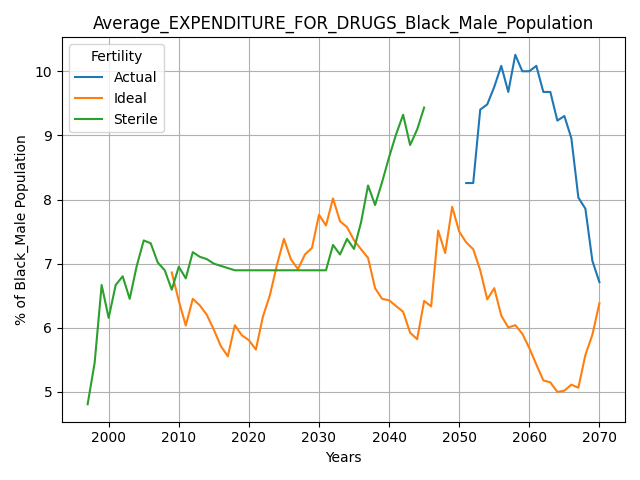 Average_EXPENDITURE_FOR_DRUGS_Black_Male_Population
Fertility
Actual
Ideal
Sterile
% of Black_Male Population
10
9
8
7
6
5
2000 2010 2020 2030 2040 2050 2060 2070
Years